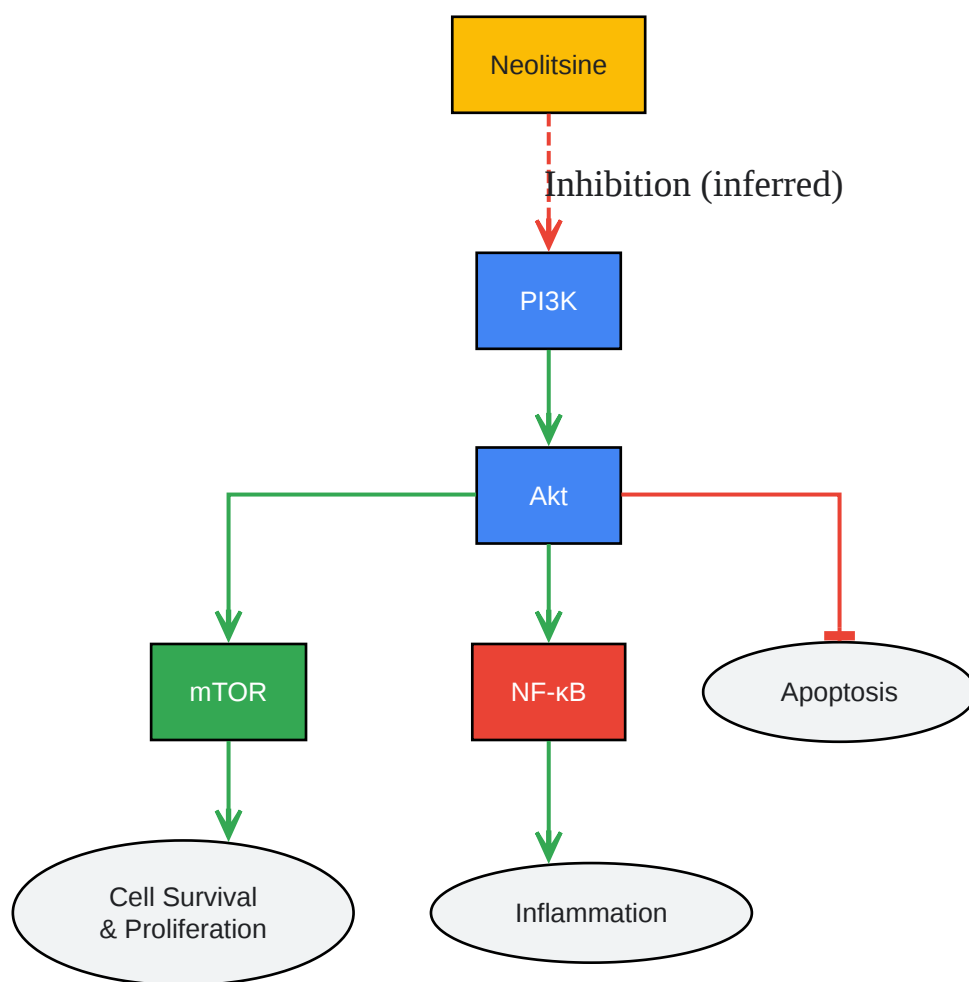 Neolitsine
Inhibition (inferred)
PI3K
Akt
mTOR
NF-κB
Apoptosis
Cell Survival
& Proliferation
Inflammation